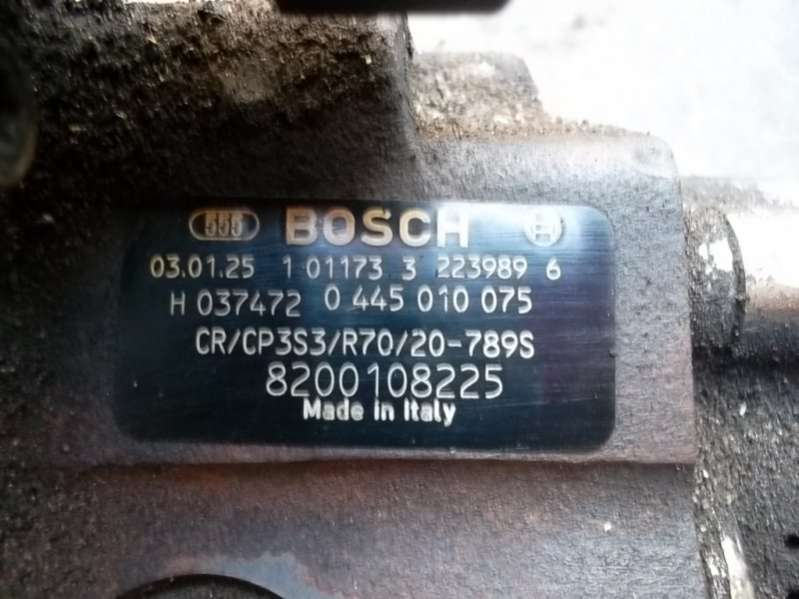 555 BOSCH
03.01.25 1 01173 3 223989 6
H 037472 0 445 010 075
CR/CP3S3/R70/20-789S
8200108225
Made in Italy